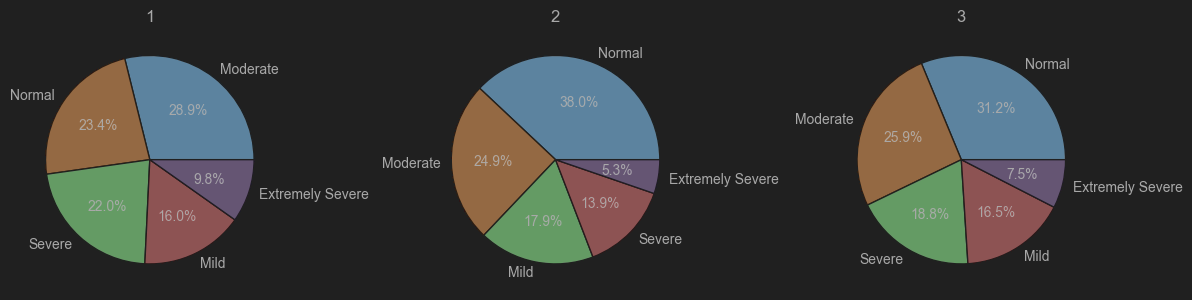 1
Moderate
28.9%
Normal
23.4%
Severe
22.0%
Mild
16.0%
Extremely Severe
9.8%
2
Normal
38.0%
Moderate
24.9%
Mild
17.9%
Severe
13.9%
Extremely Severe
5.3%
3
Normal
31.2%
Moderate
25.9%
Severe
18.8%
Mild
16.5%
Extremely Severe
7.5%